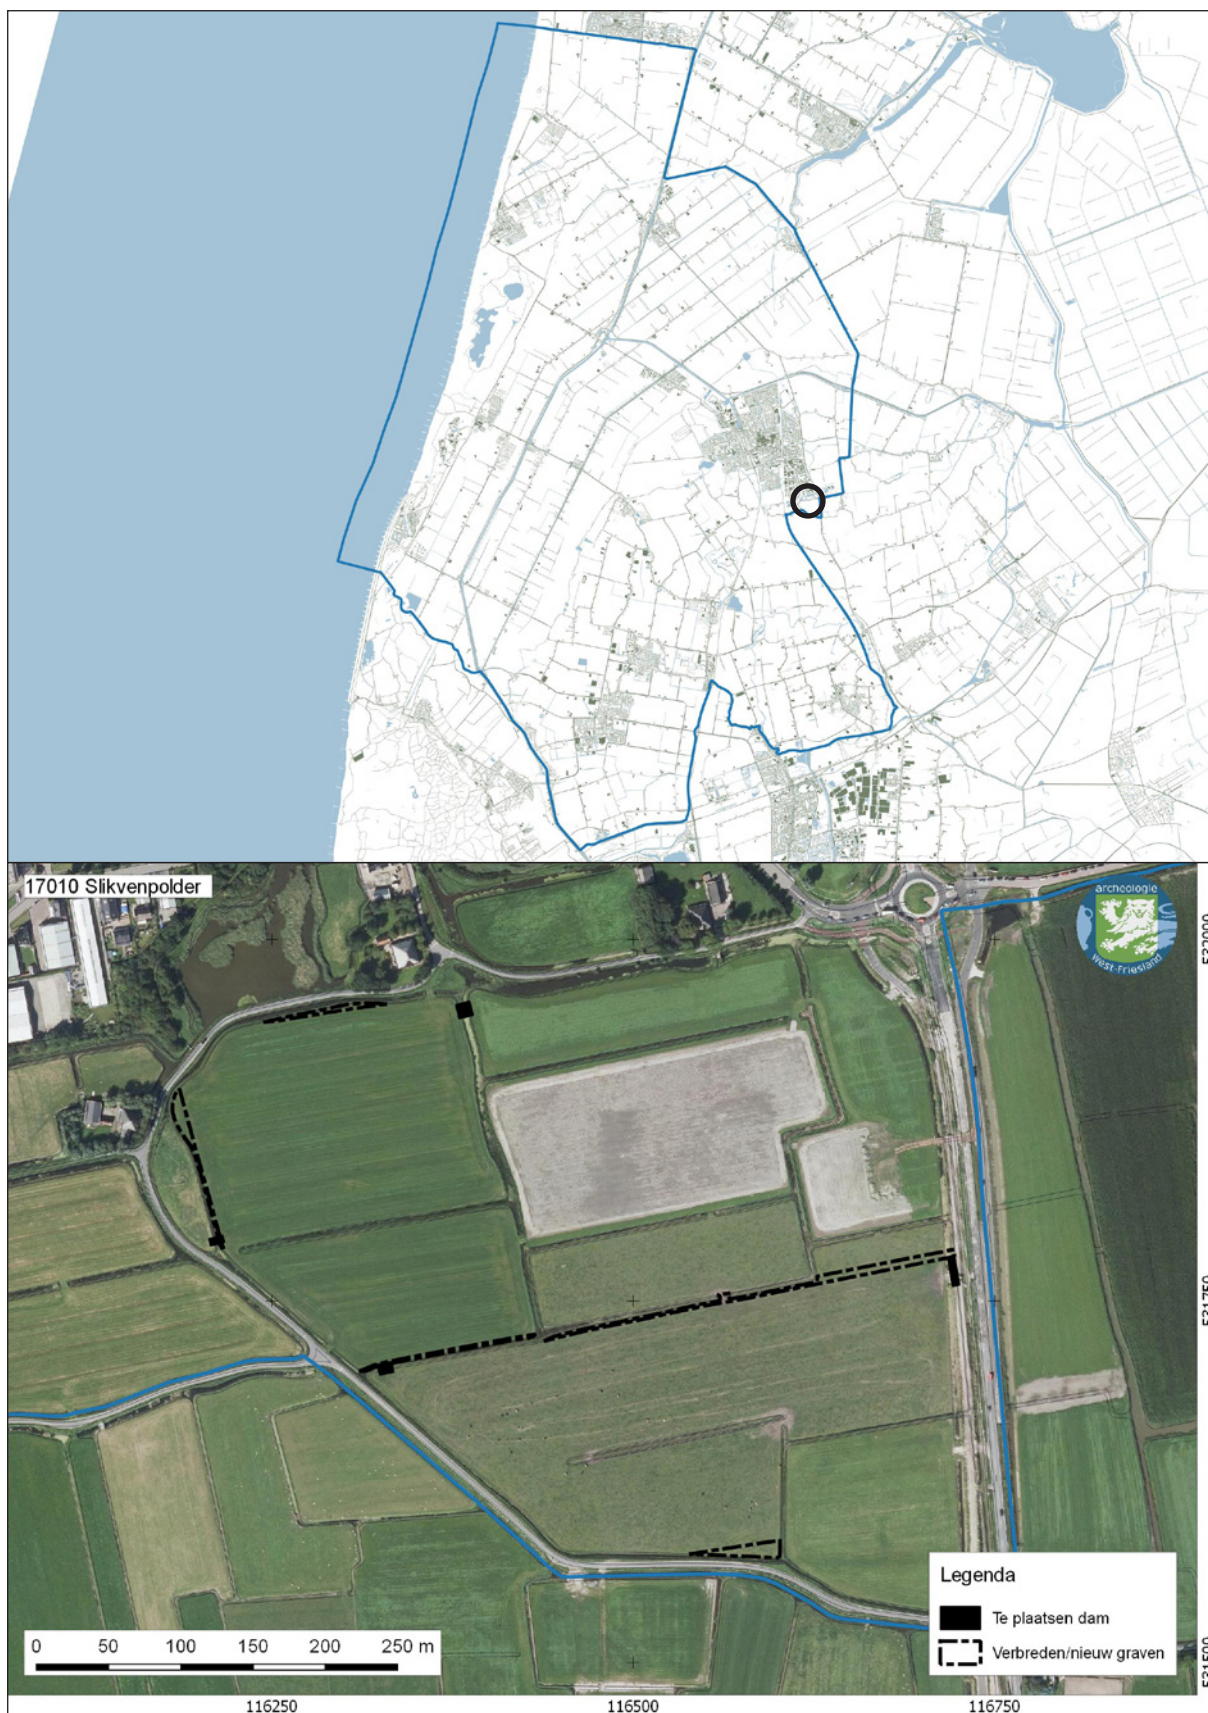 17010 Slikvenpolder
archeologie
west-Friesland
532000
531750
531500
Legenda
Te plaatsen dam
Verbreden/nieuw graven
0 50 100 150 200 250 m
116250 116500 116750